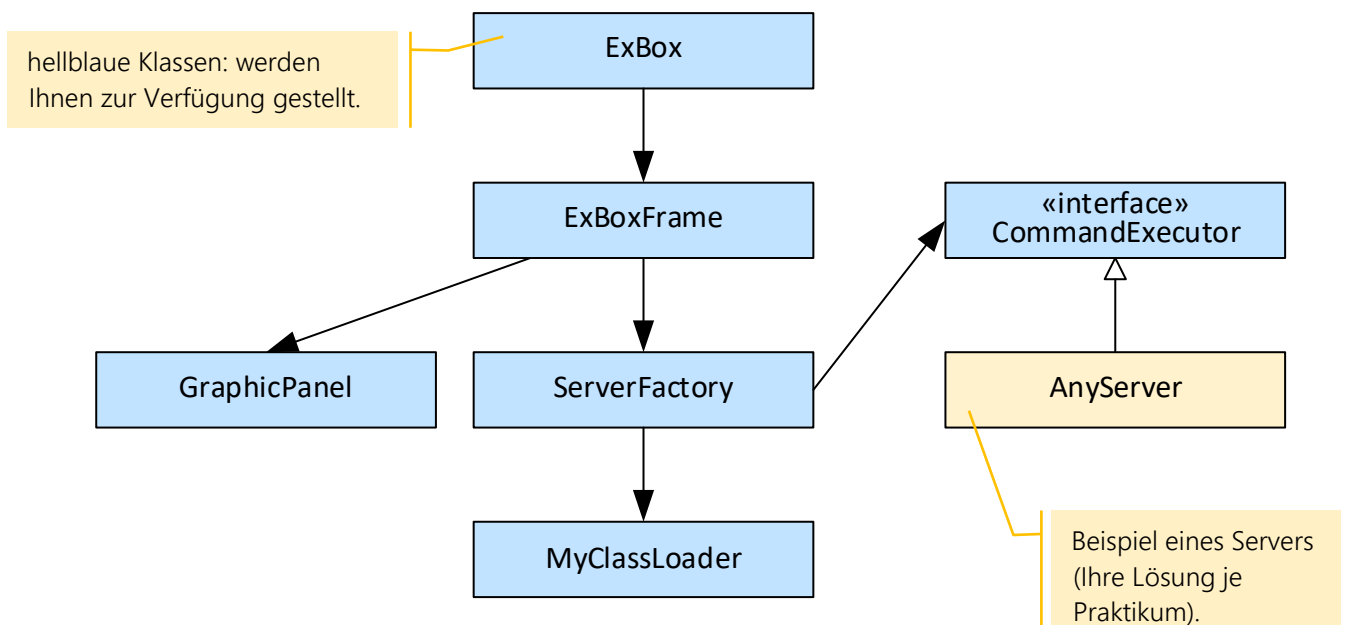 hellblaue Klassen: werden
Ihnen zur Verfügung gestellt.
ExBox
ExBoxFrame
«interface»
CommandExecutor
GraphicPanel
ServerFactory
AnyServer
MyClassLoader
Beispiel eines Servers
(Ihre Lösung je
Praktikum).